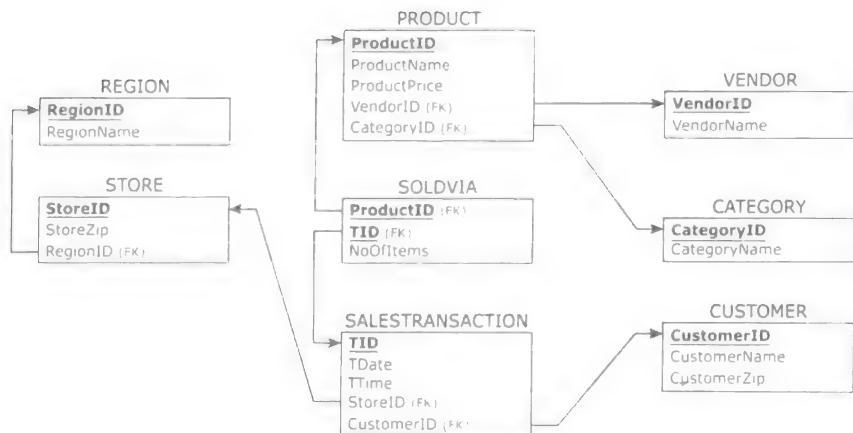 PRODUCT
ProductID
ProductName
ProductPrice
VendorID (FK)
CategoryID (FK)
REGION
RegionID
RegionName
VENDOR
VendorID
VendorName
STORE
StoreID
StoreZip
RegionID (FK)
SOLDVIA
ProductID (FK)
TID (FK)
NoOfItems
CATEGORY
CategoryID
CategoryName
SALESTRANSACTION
TID
TDate
TTime
StoreID (FK)
CustomerID (FK)
CUSTOMER
CustomerID
CustomerName
CustomerZip